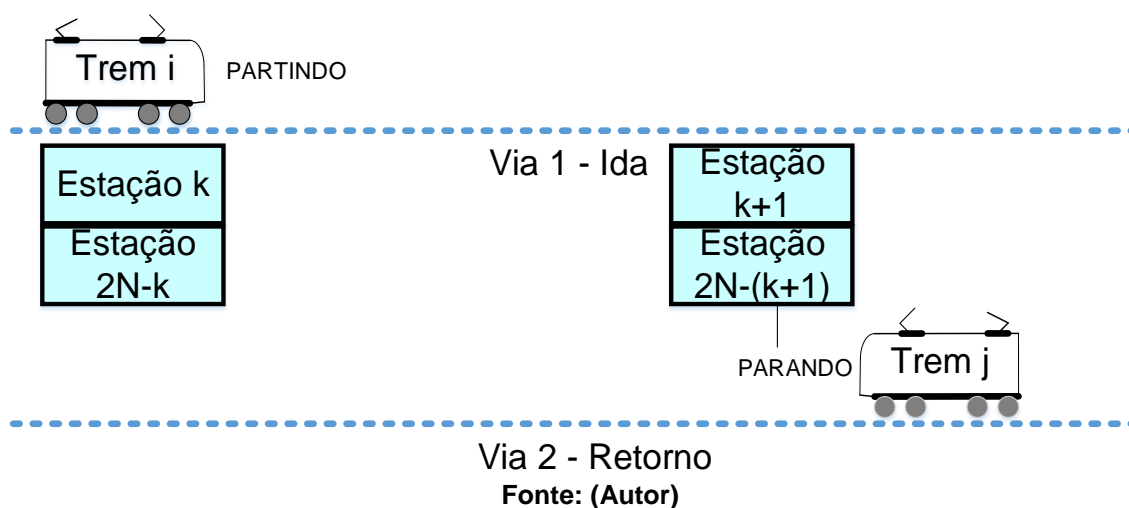 Trem i
PARTINDO
Via 1 - Ida
Estação k
Estação
2N-k
Estação
k+1
Estação
2N-(k+1)
PARANDO
Trem j
Via 2 - Retorno
Fonte: (Autor)